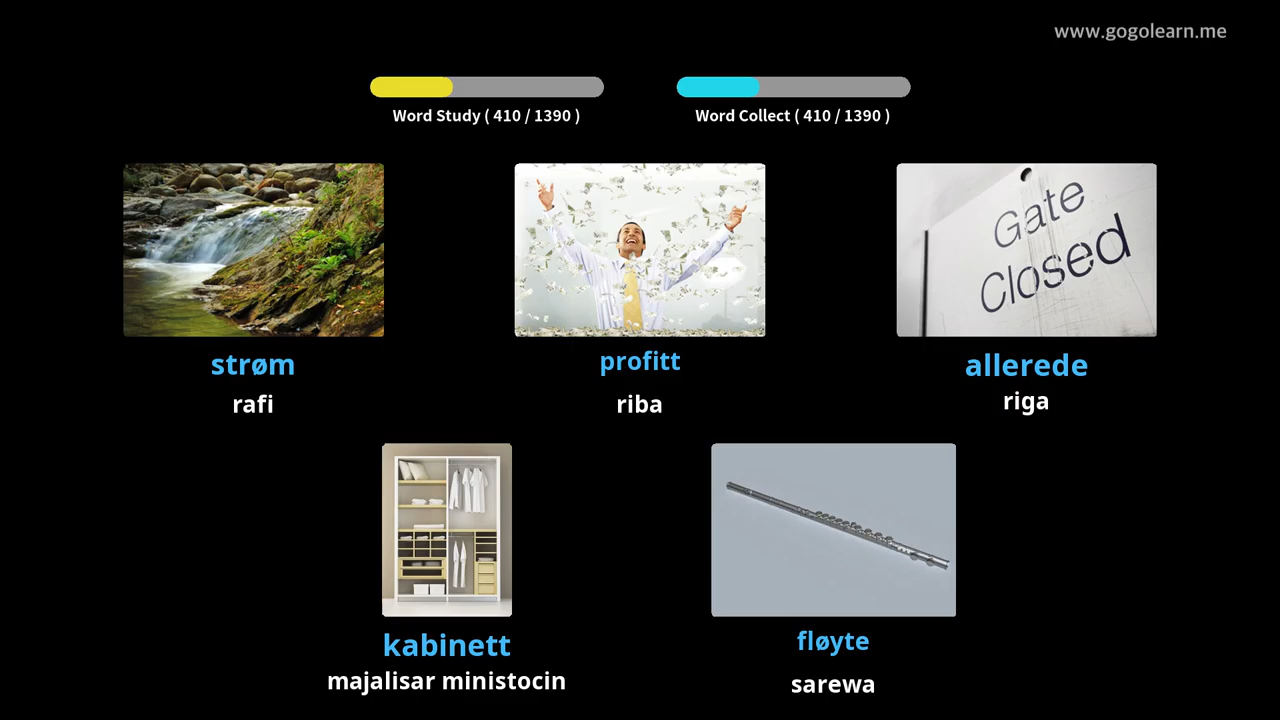 www.gogolearn.me
Word Study ( 410 / 1390 )
Word Collect ( 410 / 1390 )
Gate
Closed
strøm
profitt
allerede
rafi
riba
riga
kabinett
fløyte
majalisar ministocin
sarewa